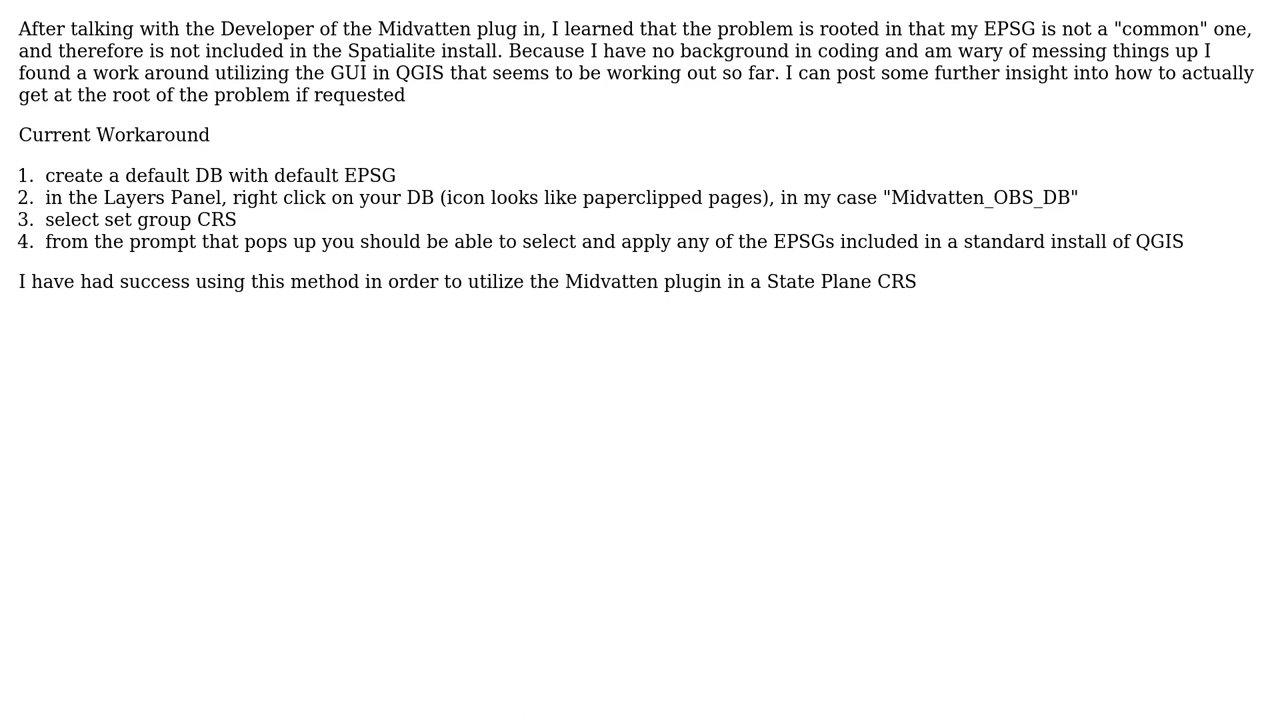 After talking with the Developer of the Midvatten plug in, I learned that the problem is rooted in that my EPSG is not a "common" one,
and therefore is not included in the Spatialite install. Because I have no background in coding and am wary of messing things up I
found a work around utilizing the GUI in QGIS that seems to be working out so far. I can post some further insight into how to actually
get at the root of the problem if requested
Current Workaround
1. create a default DB with default EPSG
2. in the Layers Panel, right click on your DB (icon looks like paperclipped pages), in my case "Midvatten_OBS_DB"
3. select set group CRS
4. from the prompt that pops up you should be able to select and apply any of the EPSGs included in a standard install of QGIS
I have had success using this method in order to utilize the Midvatten plugin in a State Plane CRS